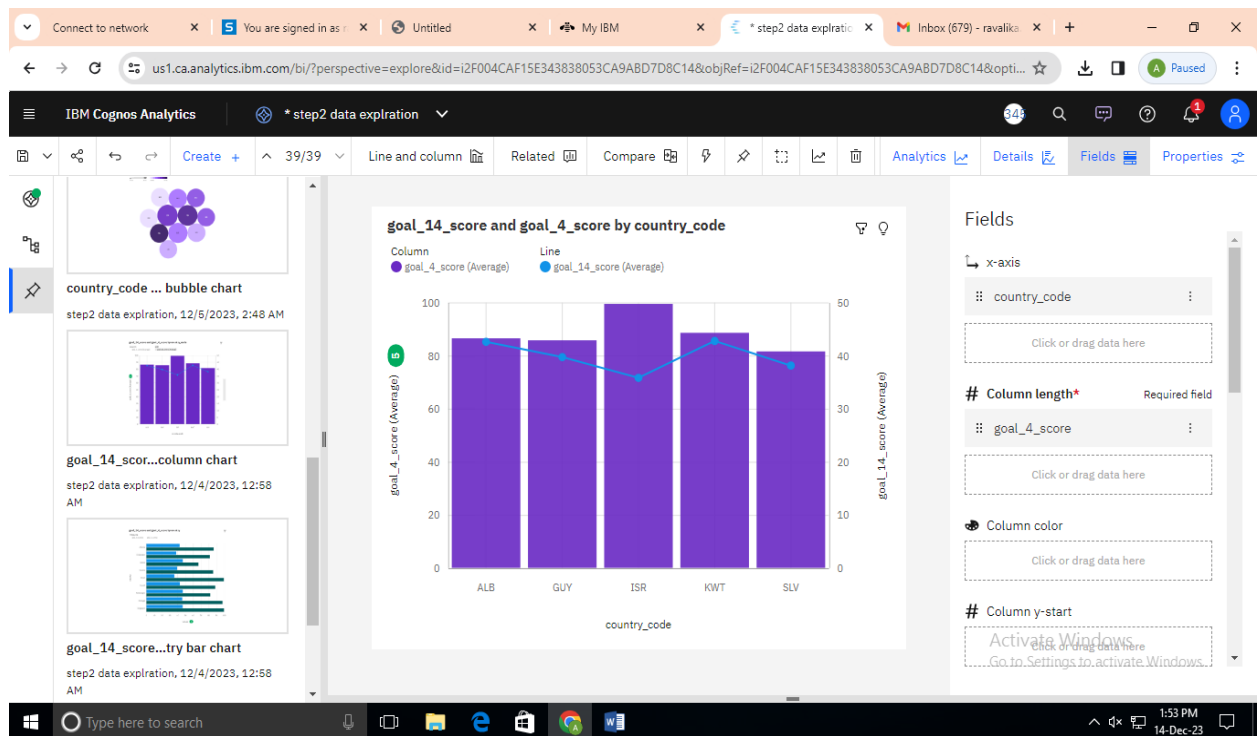 Connect to network
You are signed in as r
Untitled
My IBM
* step2 data explratio
Inbox (679) - ravalika
us1.ca.analytics.ibm.com/bi/?perspective=explore&id=i2F004CAF15E343838053CA9ABD7D8C14&objRef=i2F004CAF15E343838053CA9ABD7D8C14&opti...
A Paused
IBM Cognos Analytics
* step2 data explration
1
Create +
39/39
Line and column
Related
Compare
Analytics
Details
Fields
Properties
country_code ... bubble chart
step2 data explration, 12/5/2023, 2:48 AM
goal_14_scor...column chart
step2 data explration, 12/4/2023, 12:58
AM
goal_14_score...try bar chart
step2 data explration, 12/4/2023, 12:58
AM
goal_14_score and goal_4_score by country_code
Column
goal_4_score (Average)
Line
goal_14_score (Average)
100
80
60
40
20
0
5
goal_4_score (Average)
50
40
30
20
10
0
goal_14_score (Average)
ALB GUY ISR KWT SLV
country_code
Fields
x-axis
country_code
Click or drag data here
# Column length* Required field
goal_4_score
Click or drag data here
Column color
Click or drag data here
# Column y-start
Click or drag data here
Activate Windows
Go to Settings to activate Windows.
Type here to search
1:53 PM
14-Dec-23